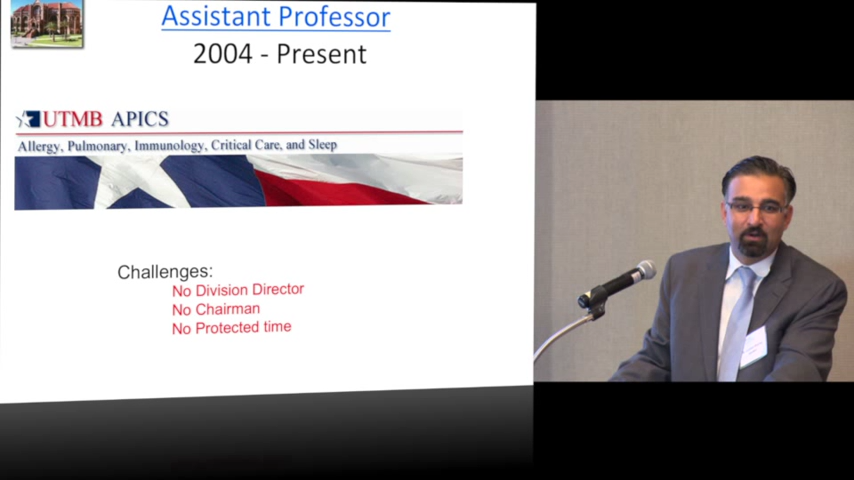 Assistant Professor
2004 - Present
UTMB APICS
Allergy, Pulmonary, Immunology, Critical Care, and Sleep
Challenges:
No Division Director
No Chairman
No Protected time